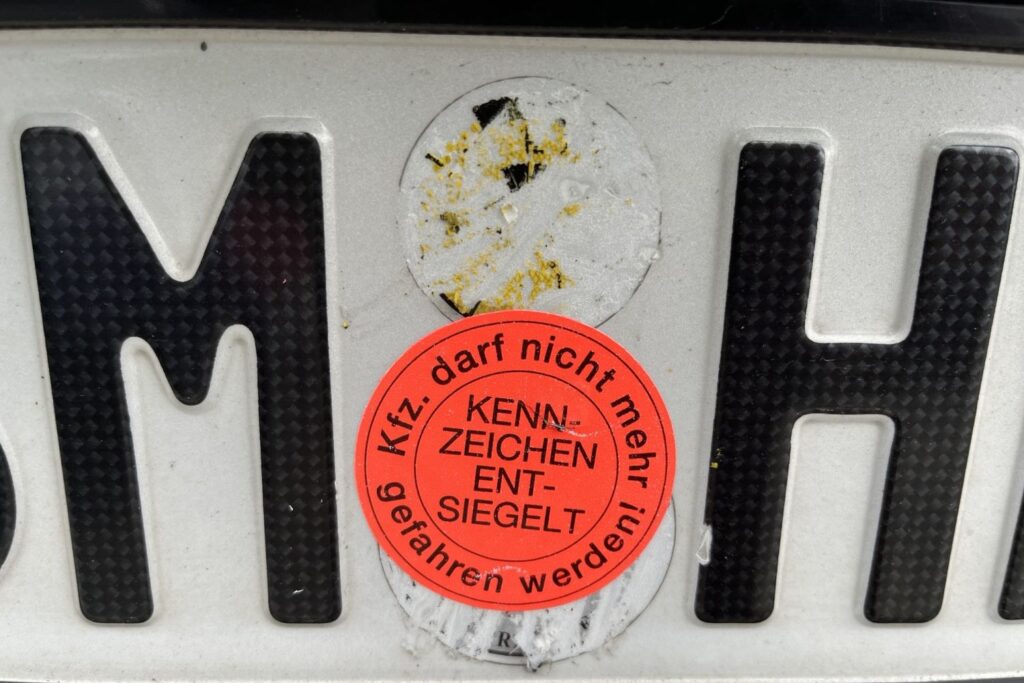 M H
Kfz. darf nicht mehr
gefahren werden!
KENN-
ZEICHEN
ENT-
SIEGELT
R